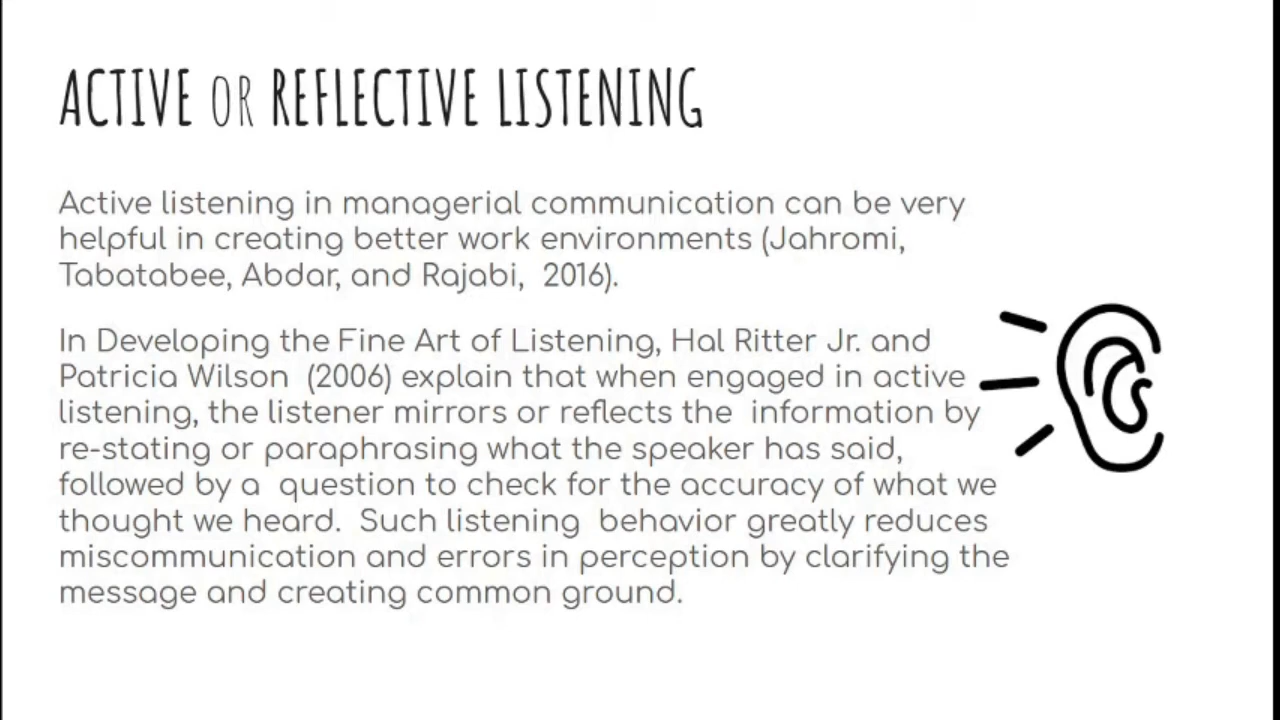 ACTIVE OR REFLECTIVE LISTENING
Active listening in managerial communication can be very
helpful in creating better work environments (Jahromi,
Tabatabee, Abdar, and Rajabi,  2016).
In Developing the Fine Art of Listening, Hal Ritter Jr. and
Patricia Wilson  (2006) explain that when engaged in active
listening, the listener mirrors or reflects the  information by
re-stating or paraphrasing what the speaker has said,
followed by a  question to check for the accuracy of what we
thought we heard.  Such listening  behavior greatly reduces
miscommunication and errors in perception by clarifying the
message and creating common ground.